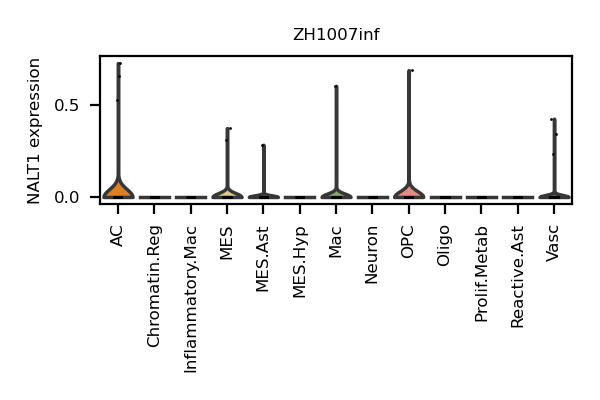 ZH1007inf
NALT1 expression
0.5
0.0
AC
Chromatin.Reg
Inflammatory.Mac
MES
MES.Ast
MES.Hyp
Mac
Neuron
OPC
Oligo
Prolif.Metab
Reactive.Ast
Vasc